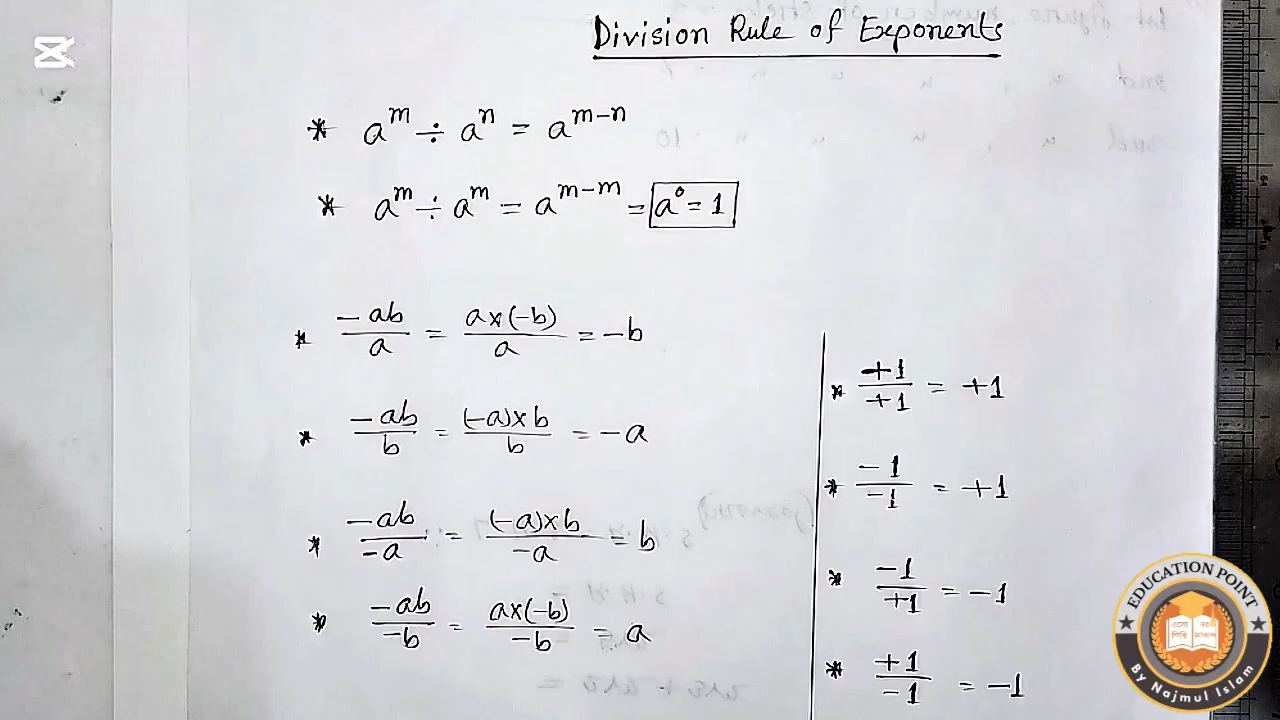 Division Rule of Exponents
* a^m ÷ a^n = a^(m-n)
* a^m ÷ a^m = a^(m-m) = a^0 = 1
* -ab/a = a×(-b)/a = -b
* -ab/b = (-a)×b/b = -a
* -ab/-a = (-a)×b/-a = b
* -ab/-b = a×(-b)/-b = a
* +1/+1 = +1
* -1/-1 = +1
* -1/+1 = -1
* +1/-1 = -1
EDUCATION POINT
এসো
শিখি
By Najmul Islam